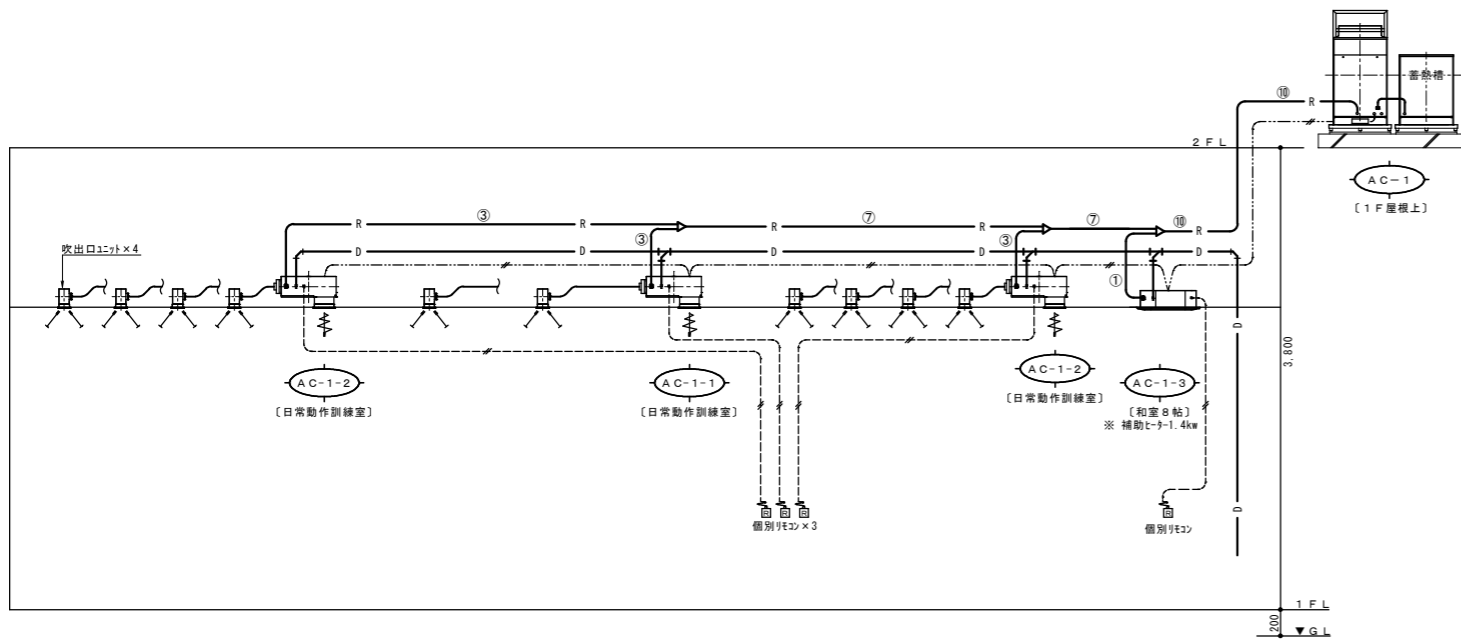 蓄熱槽
⑩
R
2FL
AC-1
〔1F屋根上〕
R
③
R
R
⑦
R
⑦
⑩
R
③
③
吹出口ユニット×4
D
D
D
D
D
①
D
3,800
AC-1-2
〔日常動作訓練室〕
AC-1-1
〔日常動作訓練室〕
AC-1-2
〔日常動作訓練室〕
AC-1-3
〔和室8帖〕
※ 補助ヒーター1.4kw
R
R
R
個別リモコン×3
R
個別リモコン
D
1FL
200
▼GL